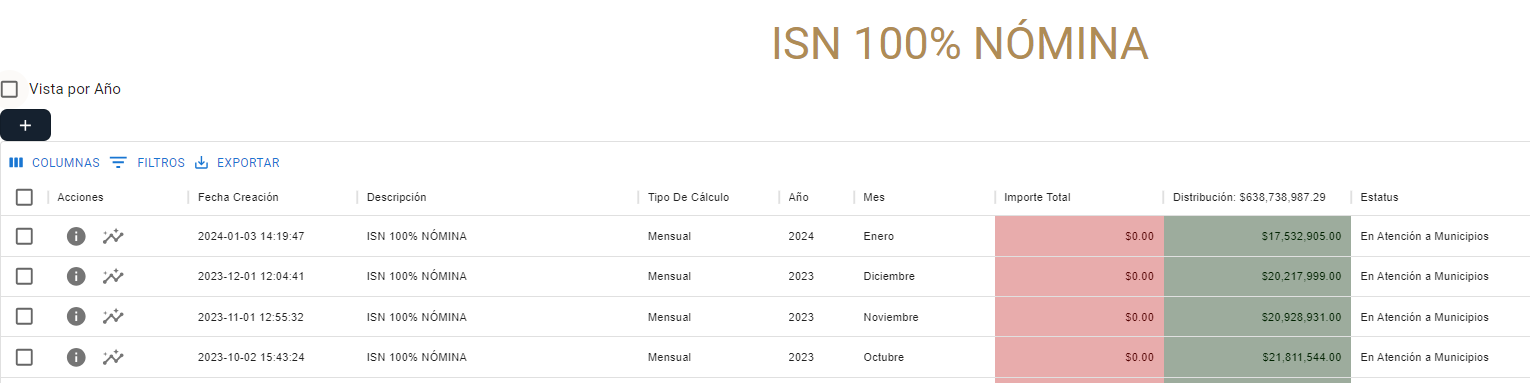 ISN 100% NÓMINA
Vista por Año
+
COLUMNAS FILTROS EXPORTAR
Acciones Fecha Creación Descripción Tipo De Cálculo Año Mes Importe Total Distribución: $638,738,987.29 Estatus
2024-01-03 14:19:47 ISN 100% NÓMINA Mensual 2024 Enero $0.00 $17,532,905.00 En Atención a Municipios
2023-12-01 12:04:41 ISN 100% NÓMINA Mensual 2023 Diciembre $0.00 $20,217,999.00 En Atención a Municipios
2023-11-01 12:55:32 ISN 100% NÓMINA Mensual 2023 Noviembre $0.00 $20,928,931.00 En Atención a Municipios
2023-10-02 15:43:24 ISN 100% NÓMINA Mensual 2023 Octubre $0.00 $21,811,544.00 En Atención a Municipios